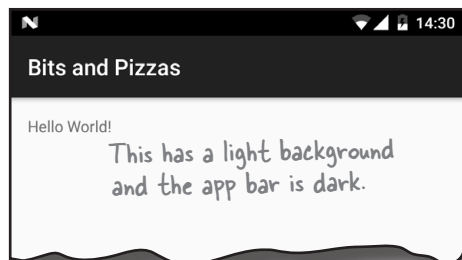 14:30
Bits and Pizzas
Hello World!
This has a light background
and the app bar is dark.